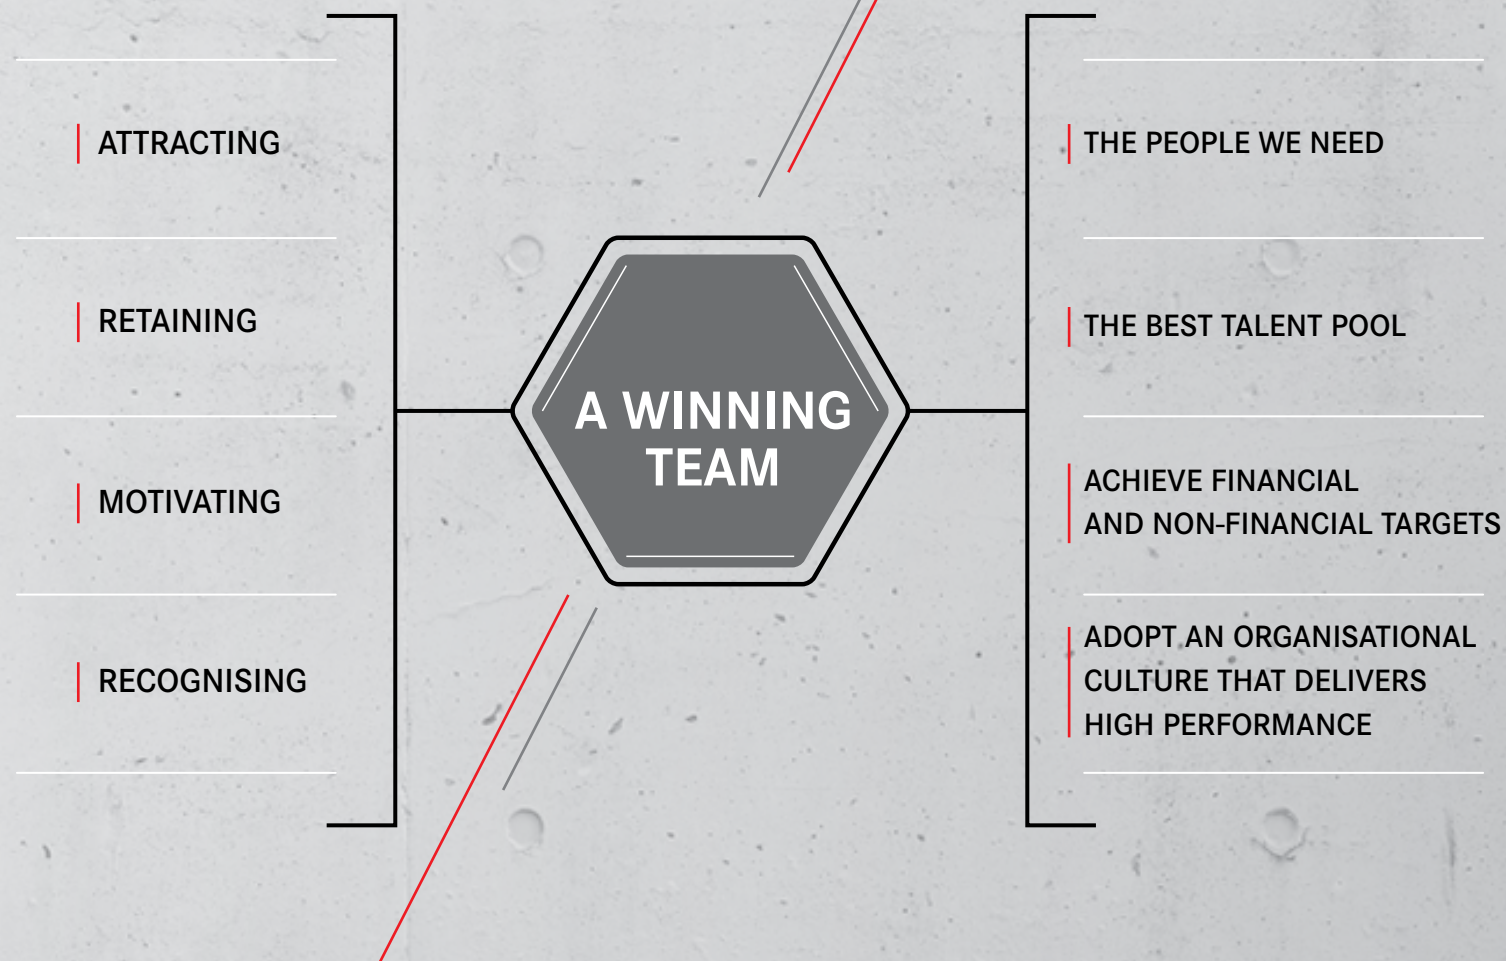 ATTRACTING
RETAINING
MOTIVATING
RECOGNISING
A WINNING
TEAM
THE PEOPLE WE NEED
THE BEST TALENT POOL
ACHIEVE FINANCIAL
AND NON-FINANCIAL TARGETS
ADOPT AN ORGANISATIONAL
CULTURE THAT DELIVERS
HIGH PERFORMANCE